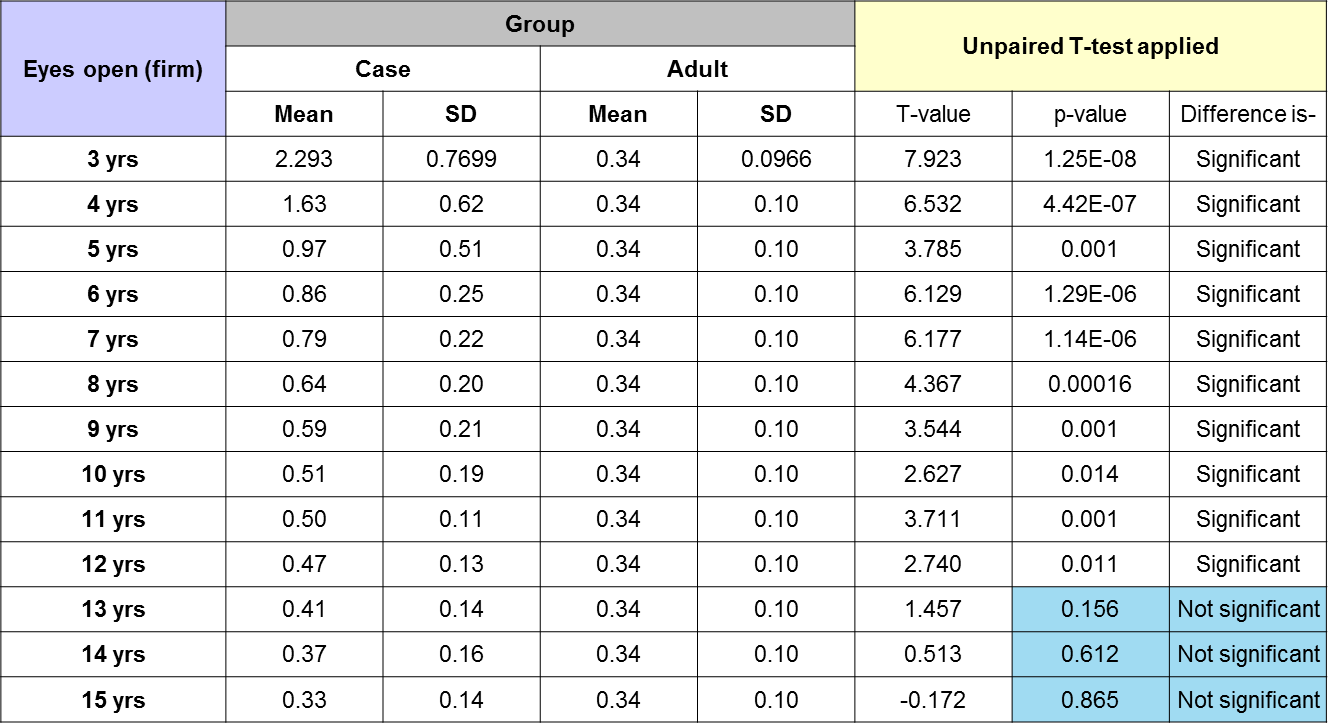 Eyes open (firm) Group Unpaired T-test applied
Case Adult
Mean SD Mean SD T-value p-value Difference is-
3 yrs 2.293 0.7699 0.34 0.0966 7.923 1.25E-08 Significant
4 yrs 1.63 0.62 0.34 0.10 6.532 4.42E-07 Significant
5 yrs 0.97 0.51 0.34 0.10 3.785 0.001 Significant
6 yrs 0.86 0.25 0.34 0.10 6.129 1.29E-06 Significant
7 yrs 0.79 0.22 0.34 0.10 6.177 1.14E-06 Significant
8 yrs 0.64 0.20 0.34 0.10 4.367 0.00016 Significant
9 yrs 0.59 0.21 0.34 0.10 3.544 0.001 Significant
10 yrs 0.51 0.19 0.34 0.10 2.627 0.014 Significant
11 yrs 0.50 0.11 0.34 0.10 3.711 0.001 Significant
12 yrs 0.47 0.13 0.34 0.10 2.740 0.011 Significant
13 yrs 0.41 0.14 0.34 0.10 1.457 0.156 Not significant
14 yrs 0.37 0.16 0.34 0.10 0.513 0.612 Not significant
15 yrs 0.33 0.14 0.34 0.10 -0.172 0.865 Not significant